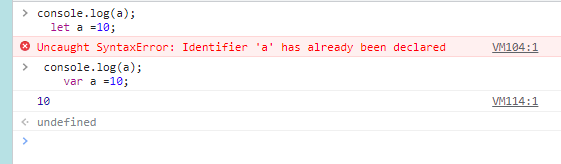 console.log(a);
let a =10;
Uncaught SyntaxError: Identifier 'a' has already been declared VM104:1
console.log(a);
var a =10;
10 VM114:1
undefined